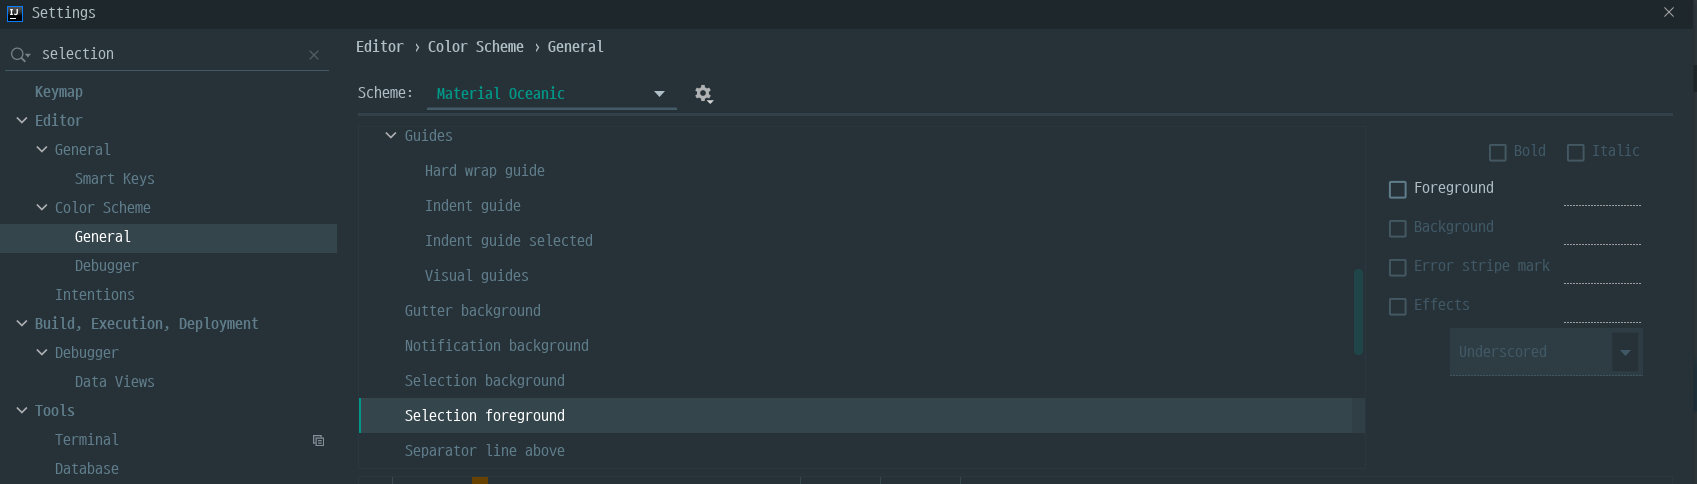 IJ Settings
selection
Keymap
Editor
General
Smart Keys
Color Scheme
General
Debugger
Intentions
Build, Execution, Deployment
Debugger
Data Views
Tools
Terminal
Database
Editor › Color Scheme › General
Scheme: Material Oceanic
Guides
Hard wrap guide
Indent guide
Indent guide selected
Visual guides
Gutter background
Notification background
Selection background
Selection foreground
Separator line above
Bold Italic
Foreground
Background
Error stripe mark
Effects
Underscored